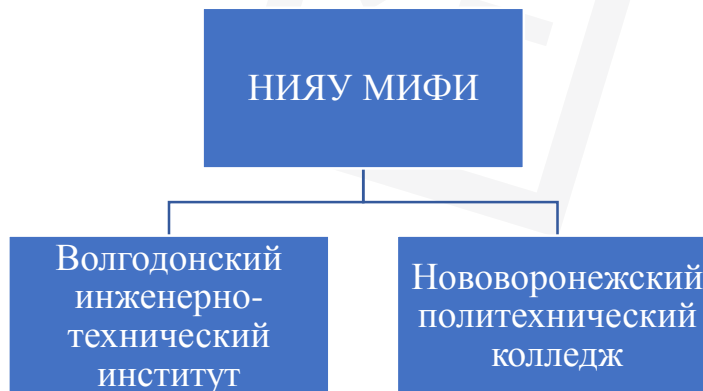 НИЯУ МИФИ
Волгодонский
инженерно-
технический
институт
Нововоронежский
политехнический
колледж